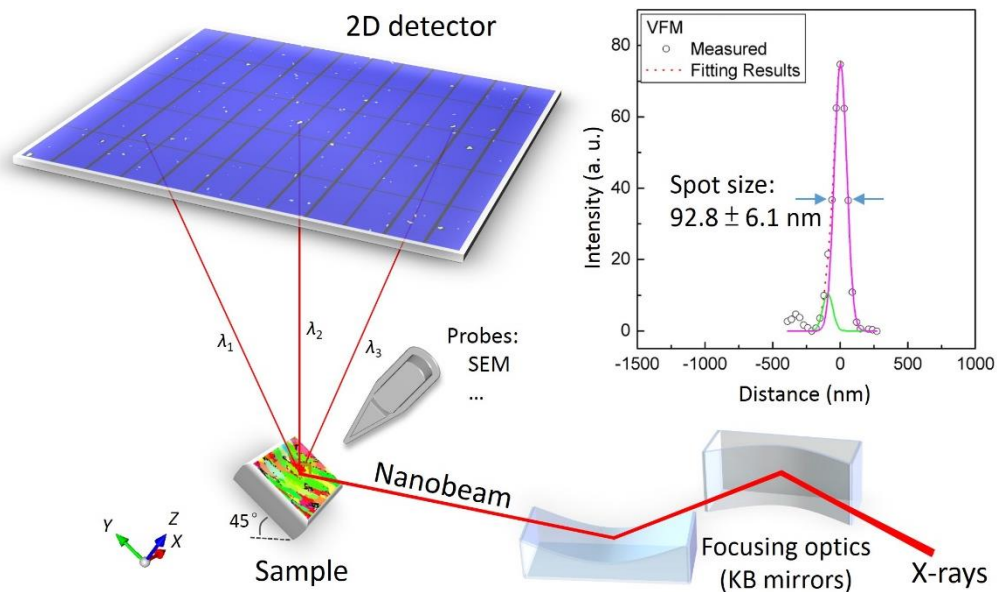 2D detector
VFM
Measured
Fitting Results
80
60
40
20
0
Intensity (a. u.)
Spot size:
92.8 ± 6.1 nm
-1500 -1000 -500 0 500 1000
Distance (nm)
λ1
λ2
λ3
Probes:
SEM
...
Nanobeam
45°
Y
Z
X
Sample
Focusing optics
(KB mirrors)
X-rays